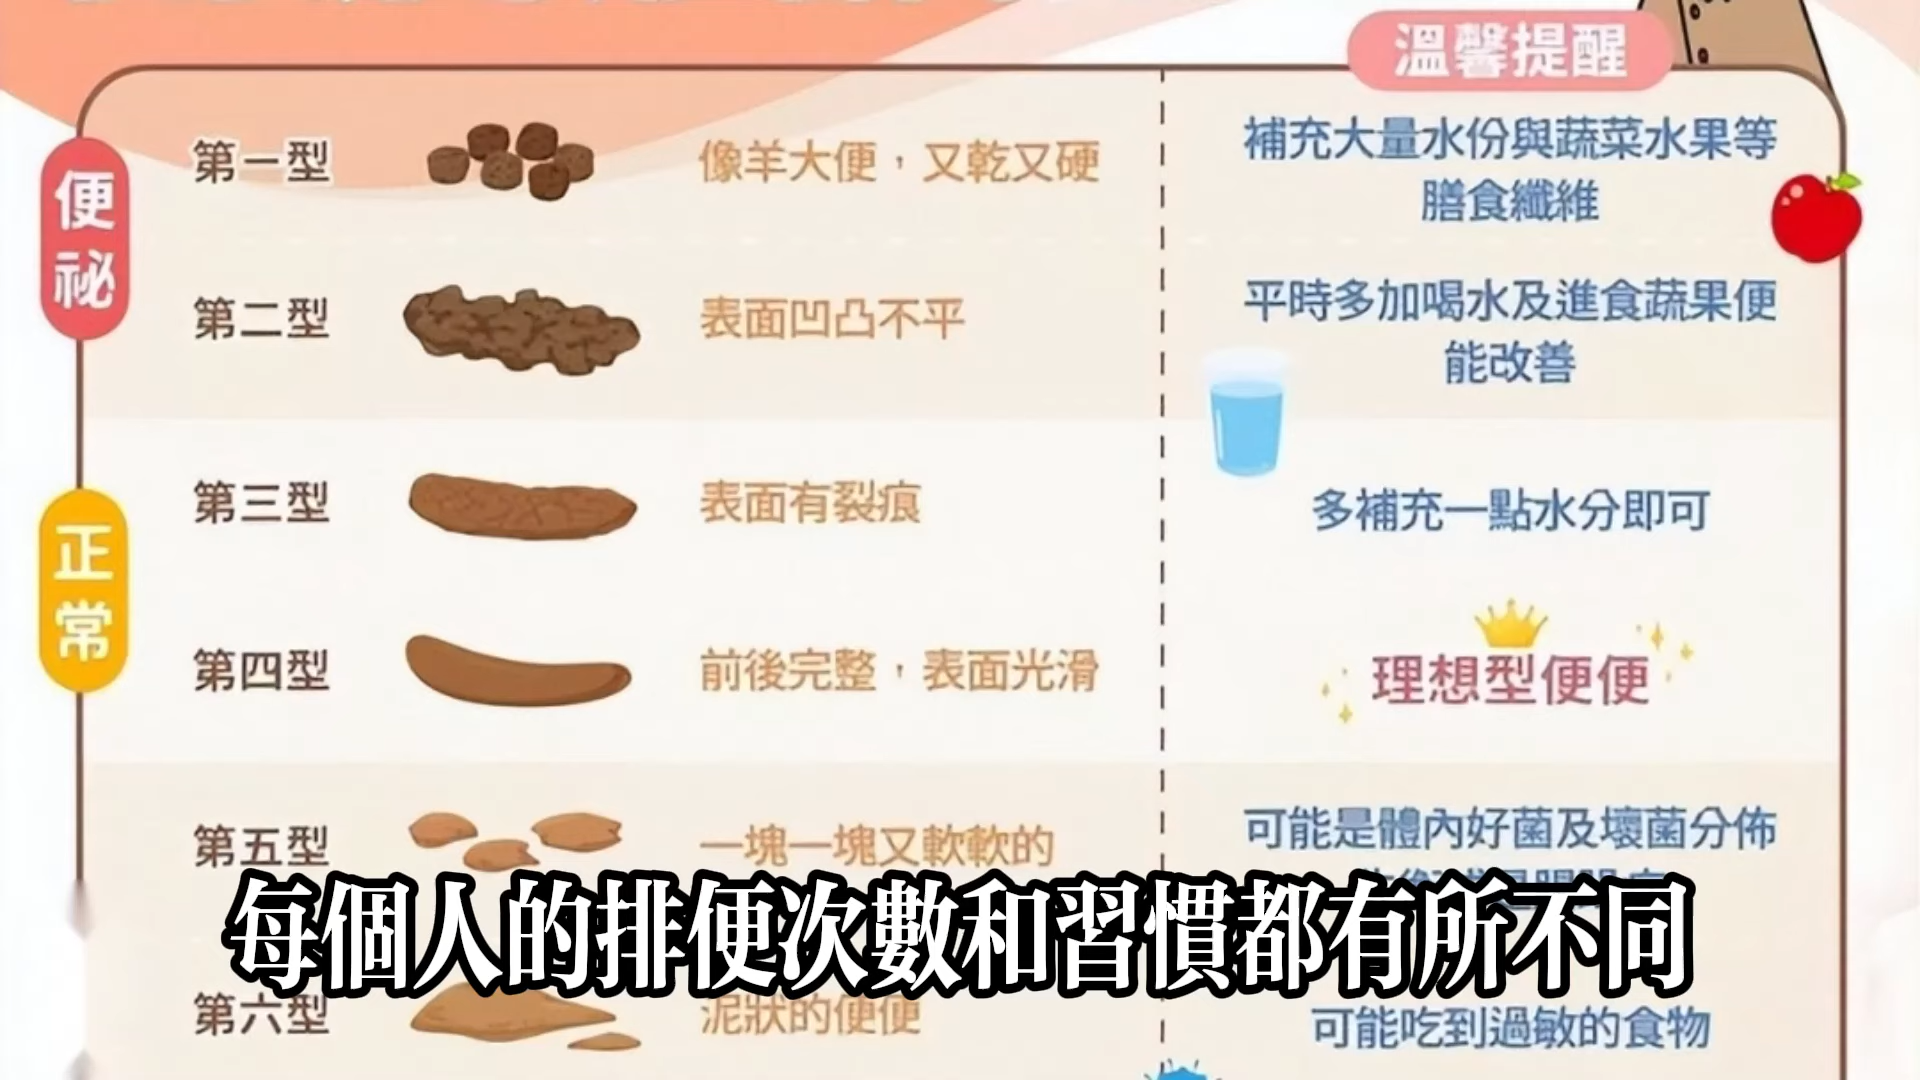 溫馨提醒
便祕
第一型
像羊大便，又乾又硬
補充大量水份與蔬菜水果等
膳食纖維
第二型
表面凹凸不平
平時多加喝水及進食蔬果便
能改善
正常
第三型
表面有裂痕
多補充一點水分即可
第四型
前後完整，表面光滑
理想型便便
第五型
一塊一塊又軟軟的
可能是體內好菌及壞菌分佈
每個人的排便次數和習慣都有所不同
第六型
泥狀的便便
可能吃到過敏的食物